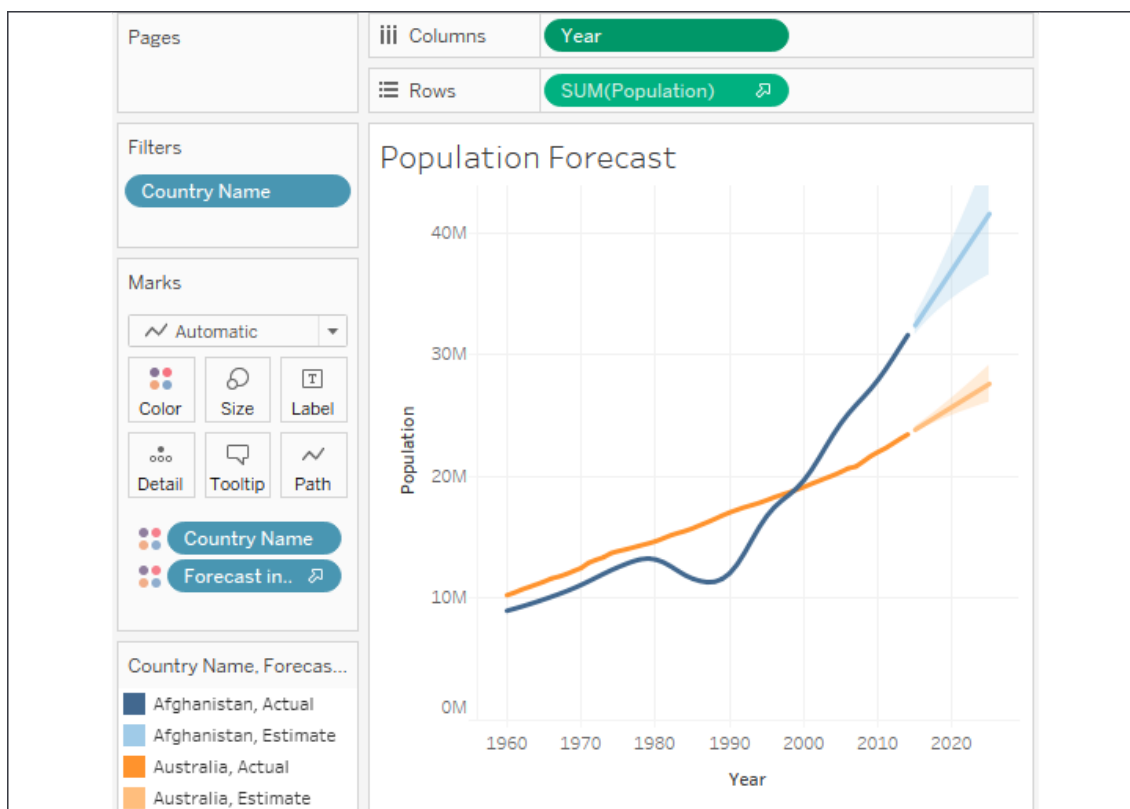 Pages
Columns
Year
Rows
SUM(Population)
Filters
Country Name
Marks
Automatic
Color
Size
T
Label
Detail
Tooltip
Path
Country Name
Forecast in..
Country Name, Forecas...
Afghanistan, Actual
Afghanistan, Estimate
Australia, Actual
Australia, Estimate
Population Forecast
40M
30M
20M
10M
0M
Population
1960 1970 1980 1990 2000 2010 2020
Year